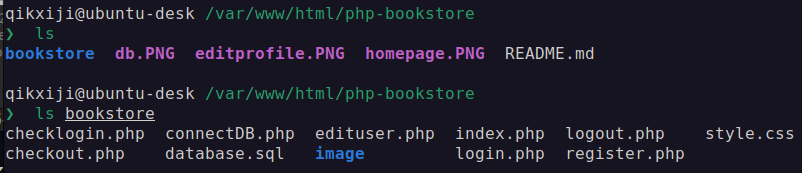 qikxiji@ubuntu-desk /var/www/html/php-bookstore
❯ ls
bookstore db.PNG editprofile.PNG homepage.PNG README.md
qikxiji@ubuntu-desk /var/www/html/php-bookstore
❯ ls bookstore
checklogin.php connectDB.php edituser.php index.php logout.php style.css
checkout.php database.sql image login.php register.php